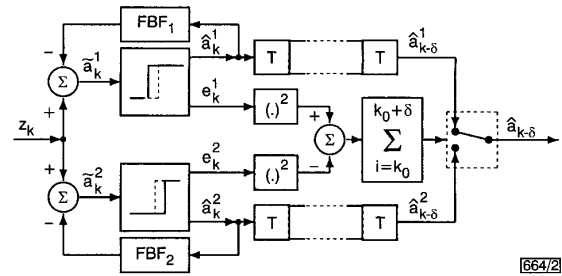 FBF₁
â¹ₖ
T
T
â¹ₖ₋δ
−
ã¹ₖ
Σ
+
e¹ₖ
(.)²
+
k₀+δ
zₖ
Σ
Σ
i=k₀
âₖ₋δ
−
e²ₖ
(.)²
+
Σ
ã²ₖ
−
â²ₖ
T
T
â²ₖ₋δ
FBF₂
664/2